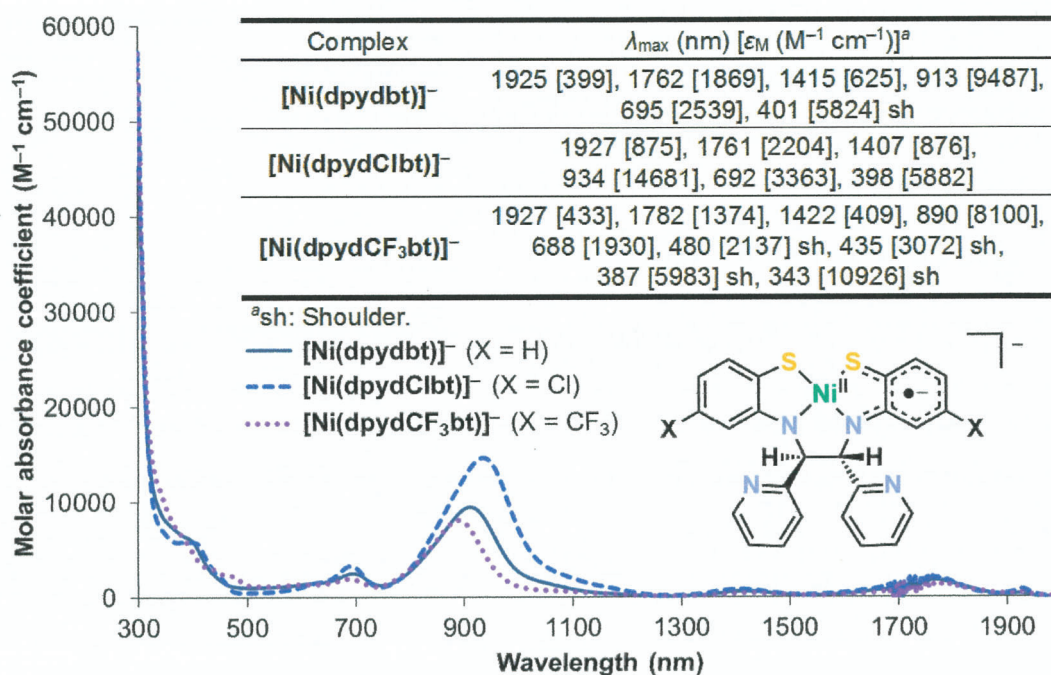 60000
50000
40000
30000
20000
10000
0
Molar absorbance coefficient (M⁻¹ cm⁻¹)
Complex λmax (nm) [εM (M⁻¹ cm⁻¹)]ᵃ
[Ni(dpydbt)]⁻ 1925 [399], 1762 [1869], 1415 [625], 913 [9487],
695 [2539], 401 [5824] sh
[Ni(dpydClbt)]⁻ 1927 [875], 1761 [2204], 1407 [876],
934 [14681], 692 [3363], 398 [5882]
[Ni(dpydCF₃bt)]⁻ 1927 [433], 1782 [1374], 1422 [409], 890 [8100],
688 [1930], 480 [2137] sh, 435 [3072] sh,
387 [5983] sh, 343 [10926] sh
ᵃsh: Shoulder.
[Ni(dpydbt)]⁻ (X = H)
[Ni(dpydClbt)]⁻ (X = Cl)
[Ni(dpydCF₃bt)]⁻ (X = CF₃)
S S
Ni II
X N N X
H H
N N
−
•−
300 500 700 900 1100 1300 1500 1700 1900
Wavelength (nm)